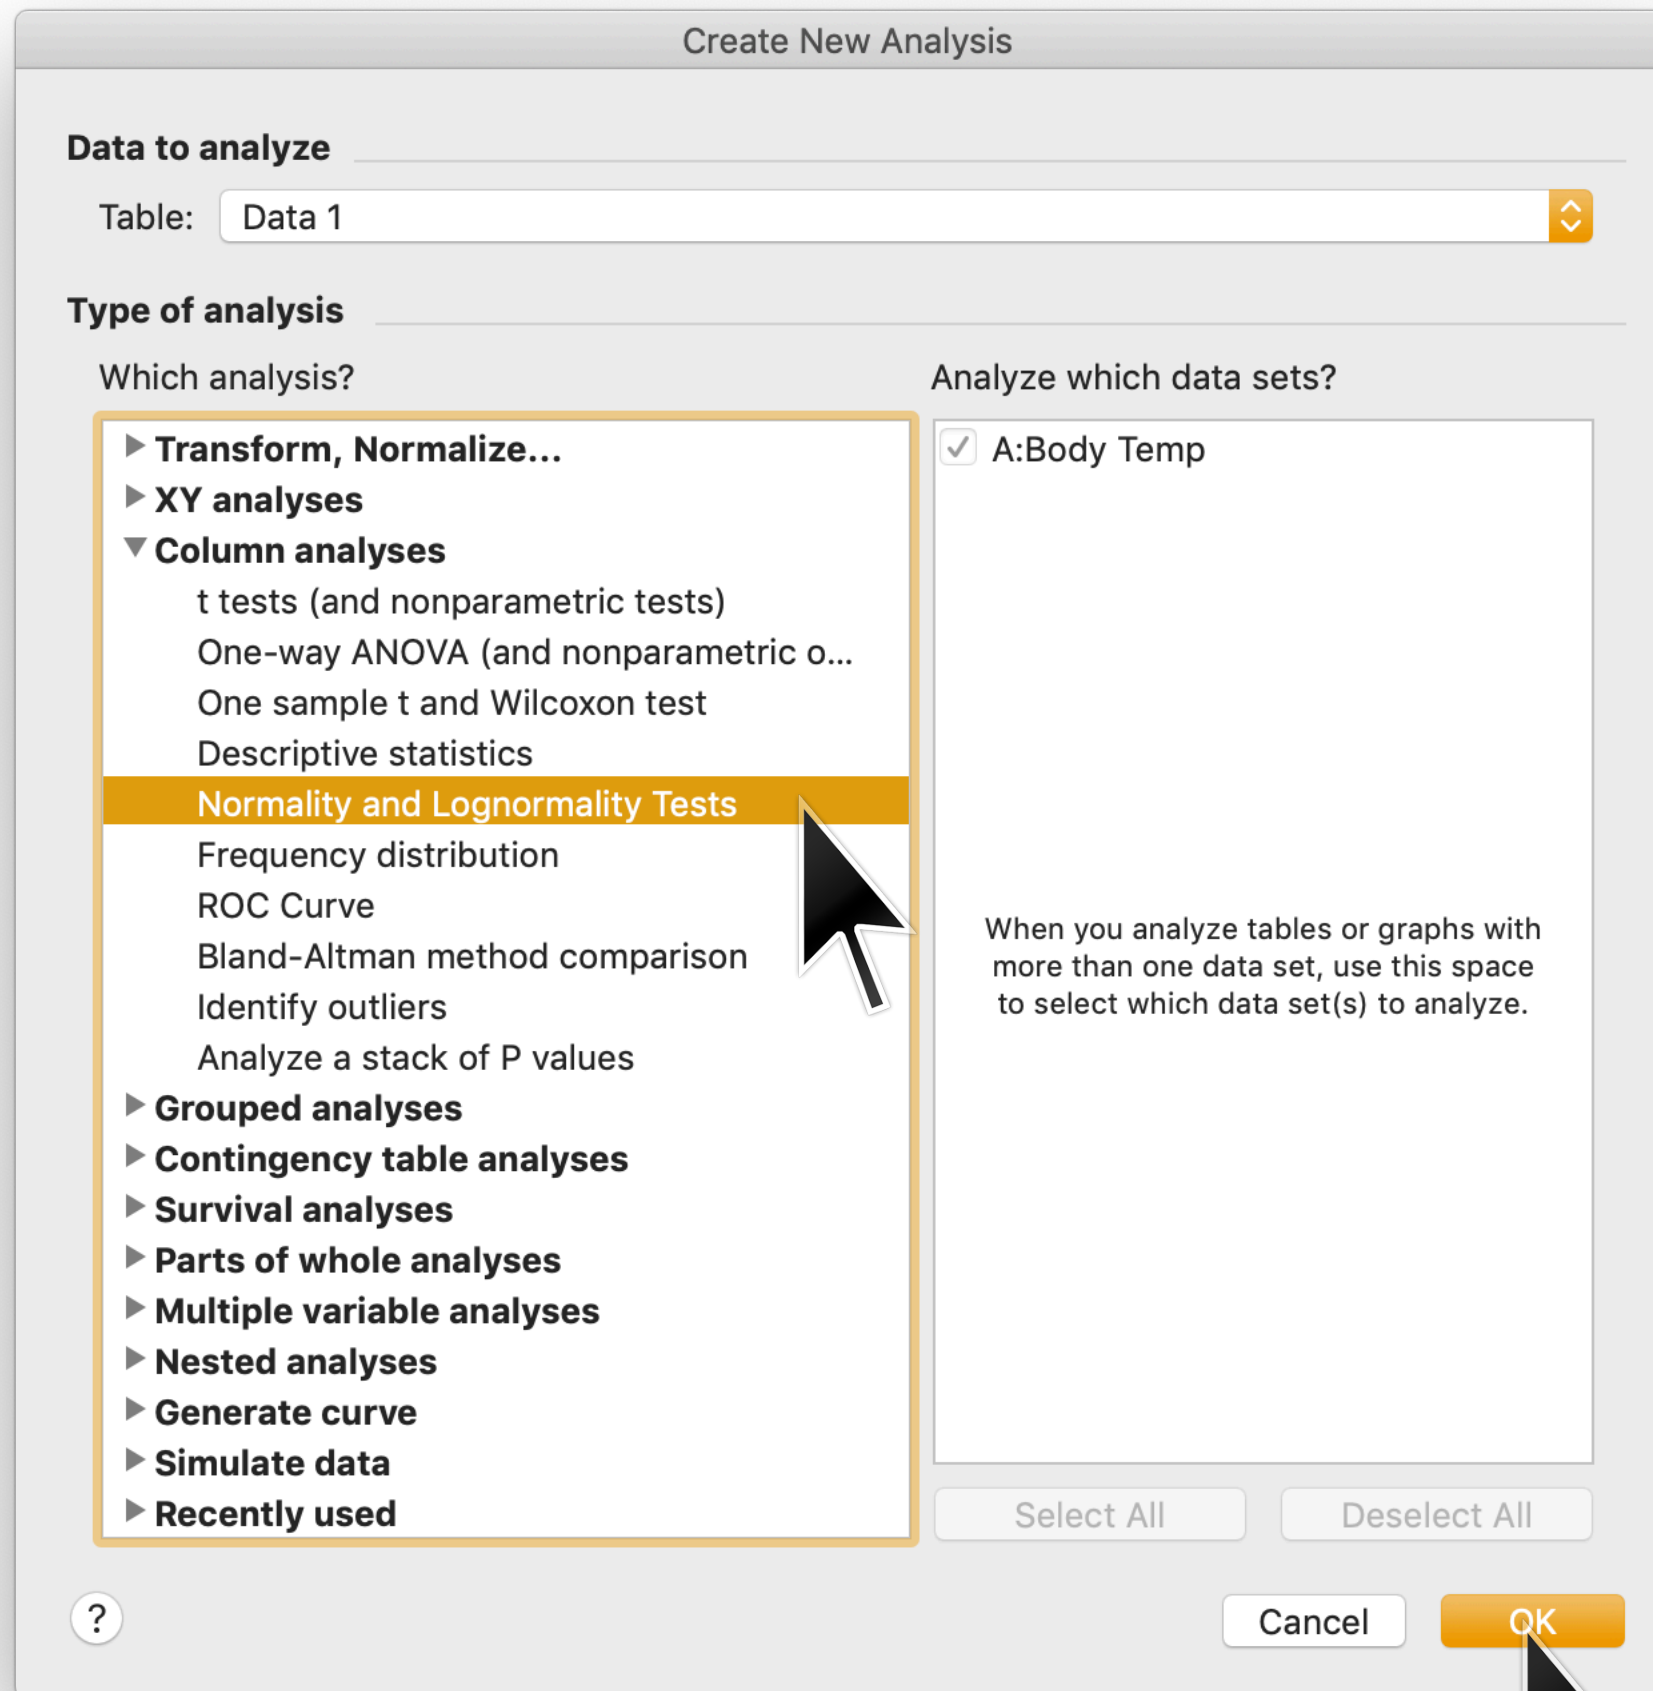 Create New Analysis
Data to analyze
Table: Data 1
Type of analysis
Which analysis?
Transform, Normalize...
XY analyses
Column analyses
t tests (and nonparametric tests)
One-way ANOVA (and nonparametric o...
One sample t and Wilcoxon test
Descriptive statistics
Normality and Lognormality Tests
Frequency distribution
ROC Curve
Bland-Altman method comparison
Identify outliers
Analyze a stack of P values
Grouped analyses
Contingency table analyses
Survival analyses
Parts of whole analyses
Multiple variable analyses
Nested analyses
Generate curve
Simulate data
Recently used
Analyze which data sets?
A:Body Temp
When you analyze tables or graphs with
more than one data set, use this space
to select which data set(s) to analyze.
Select All
Deselect All
?
Cancel
OK